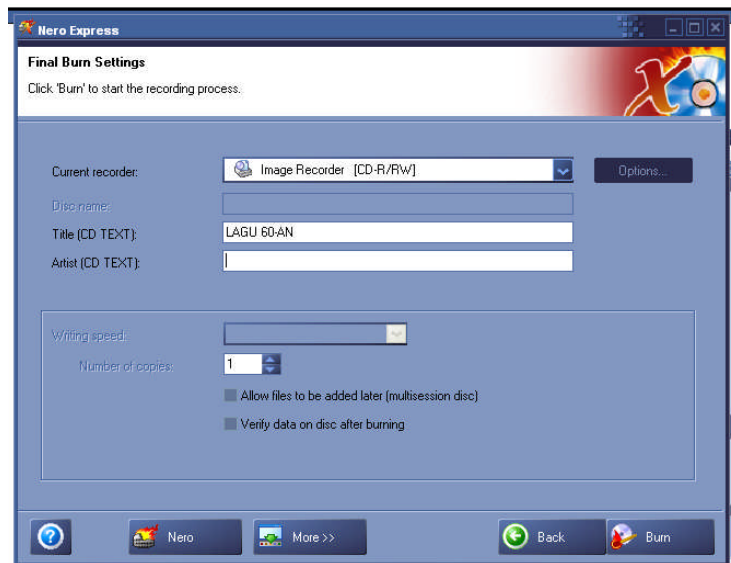 Nero Express
Final Burn Settings
Click 'Burn' to start the recording process.
Current recorder: Image Recorder [CD-R/RW] Options...
Disc name:
Title (CD TEXT): LAGU 60-AN
Artist (CD TEXT):
Writing speed:
Number of copies: 1
Allow files to be added later (multisession disc)
Verify data on disc after burning
Nero More >> Back Burn